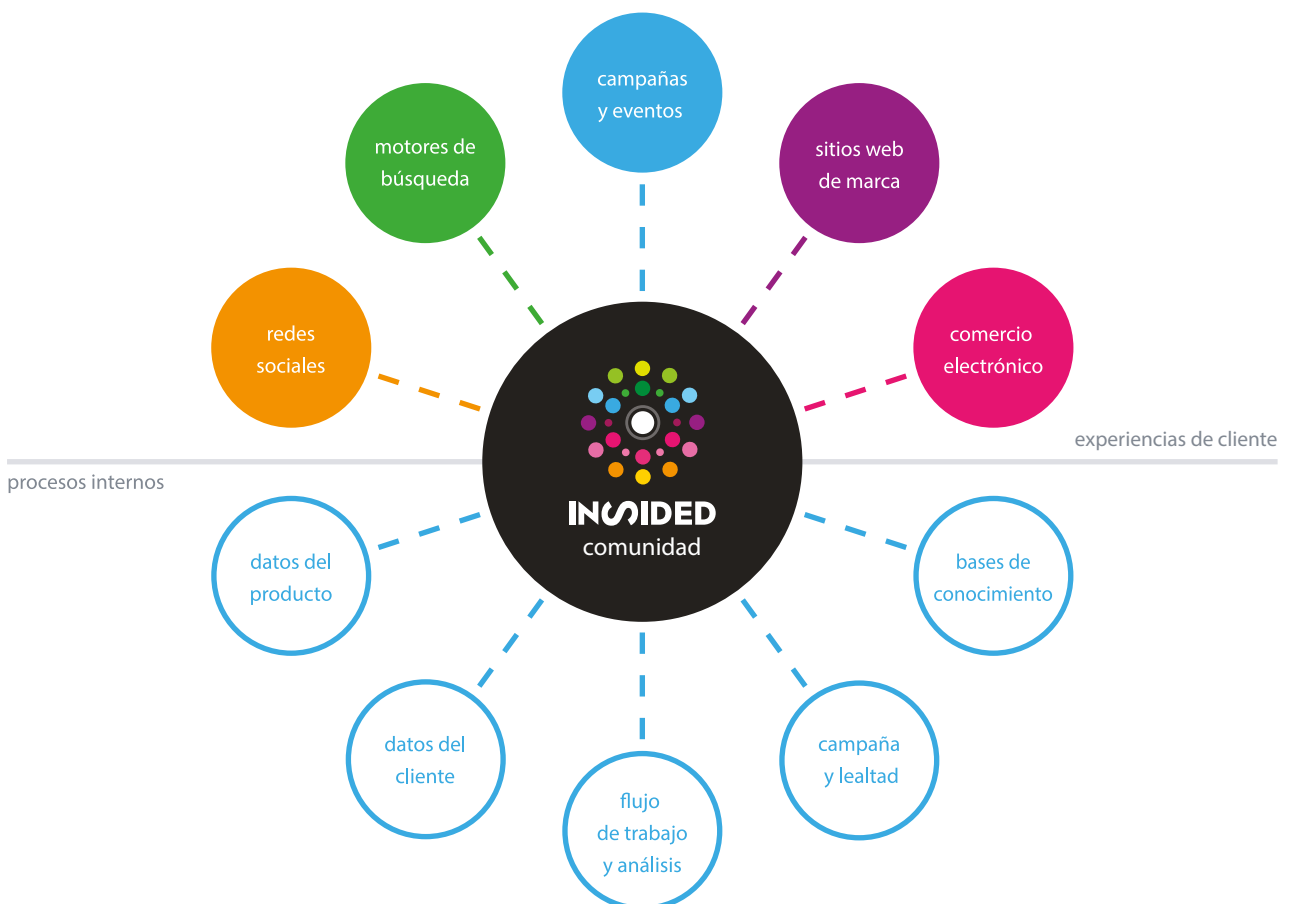 campañas
y eventos
motores de
búsqueda
sitios web
de marca
redes
sociales
comercio
electrónico
experiencias de cliente
procesos internos
INSIDED
comunidad
datos del
producto
bases de
conocimiento
datos del
cliente
campaña
y lealtad
flujo
de trabajo
y análisis